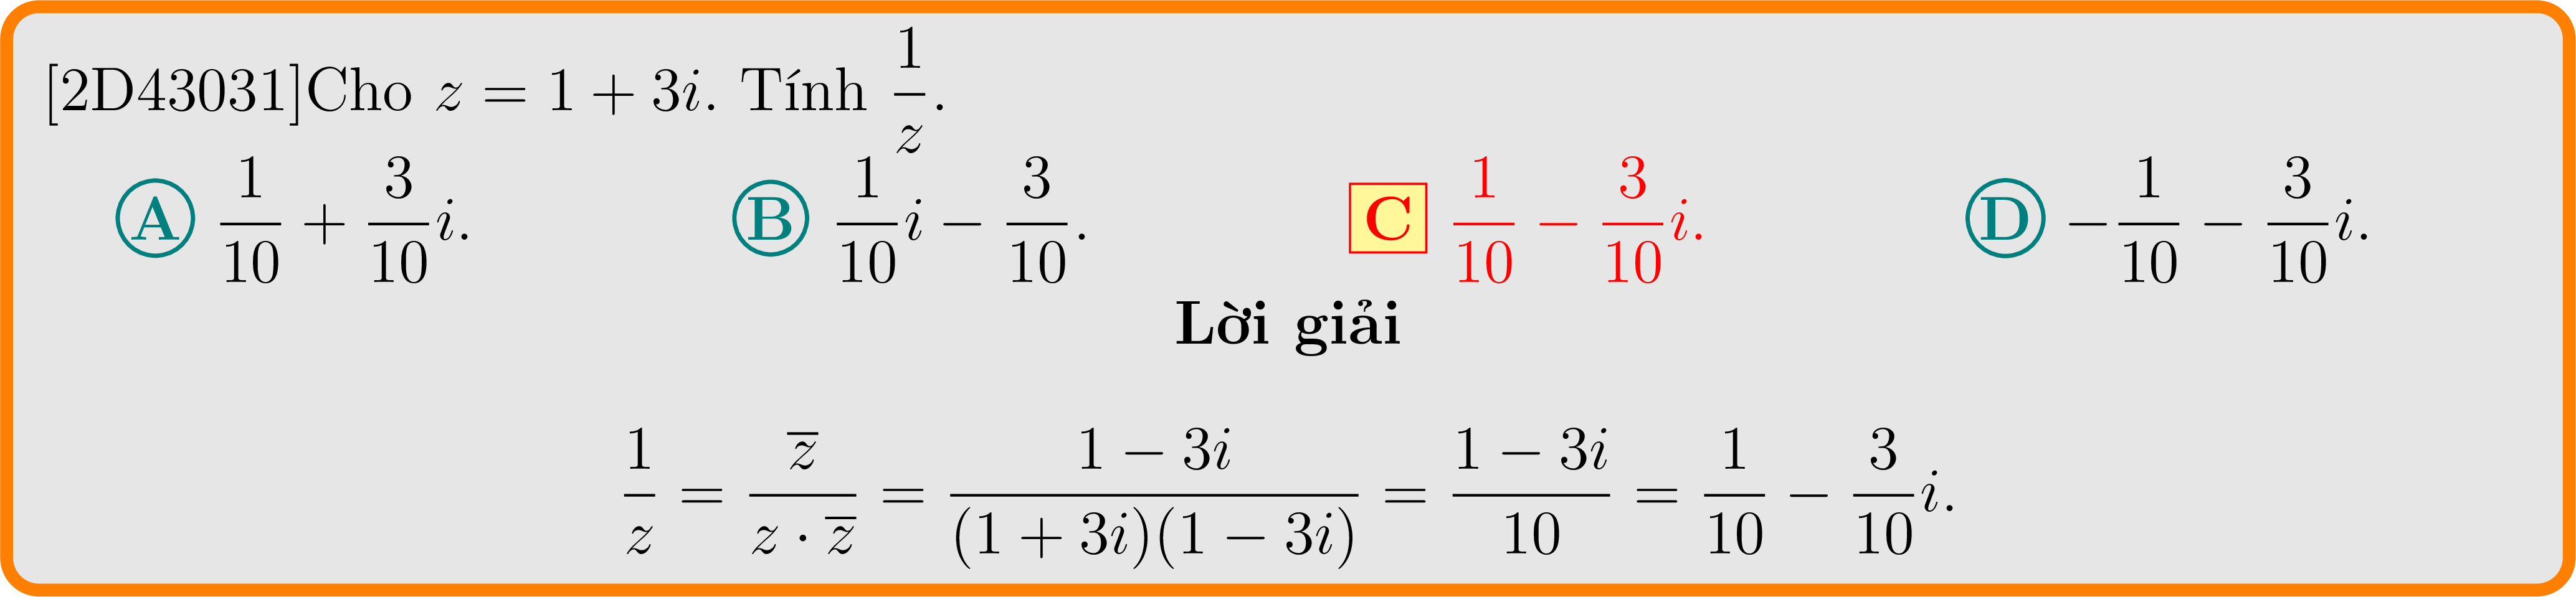 [2D43031]Cho z = 1 + 3i. Tính \frac{1}{z}.
A \frac{1}{10} + \frac{3}{10}i. B \frac{1}{10}i − \frac{3}{10}. C \frac{1}{10} − \frac{3}{10}i. D −\frac{1}{10} − \frac{3}{10}i.
Lời giải
\frac{1}{z} = \frac{\overline{z}}{z · \overline{z}} = \frac{1 − 3i}{(1 + 3i)(1 − 3i)} = \frac{1 − 3i}{10} = \frac{1}{10} − \frac{3}{10}i.